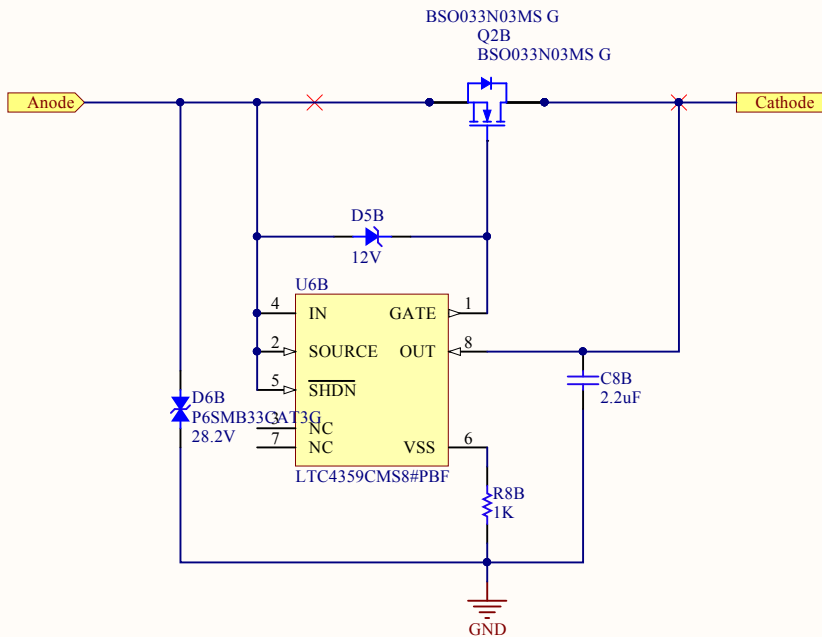 BSO033N03MS G
Q2B
BSO033N03MS G
Anode
Cathode
D5B
12V
U6B
4 IN GATE 1
2 SOURCE OUT 8
5 SHDN
3 NC
7 NC VSS 6
LTC4359CMS8#PBF
D6B
P6SMB33CAT3G
28.2V
C8B
2.2uF
R8B
1K
GND